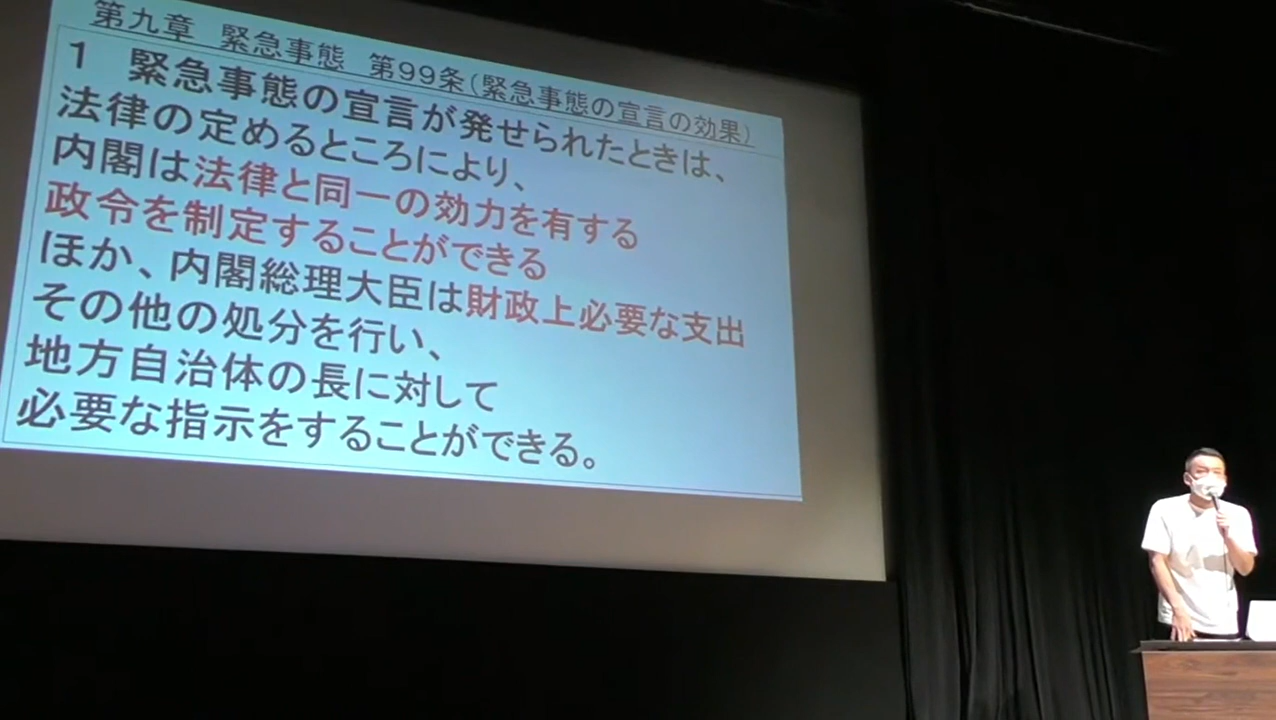 第九章　緊急事態　第９９条（緊急事態の宣言の効果）
１　緊急事態の宣言が発せられたときは、
法律の定めるところにより、
内閣は法律と同一の効力を有する
政令を制定することができる
ほか、内閣総理大臣は財政上必要な支出
その他の処分を行い、
地方自治体の長に対して
必要な指示をすることができる。